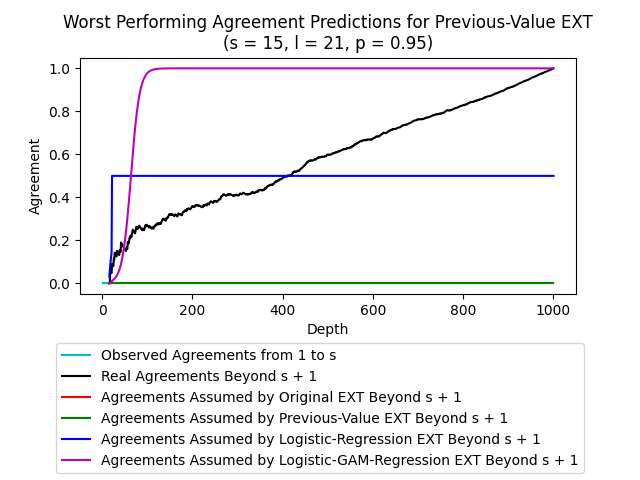 Worst Performing Agreement Predictions for Previous-Value EXT
(s = 15, l = 21, p = 0.95)
1.0
0.8
0.6
0.4
0.2
0.0
Agreement
0 200 400 600 800 1000
Depth
Observed Agreements from 1 to s
Real Agreements Beyond s + 1
Agreements Assumed by Original EXT Beyond s + 1
Agreements Assumed by Previous-Value EXT Beyond s + 1
Agreements Assumed by Logistic-Regression EXT Beyond s + 1
Agreements Assumed by Logistic-GAM-Regression EXT Beyond s + 1